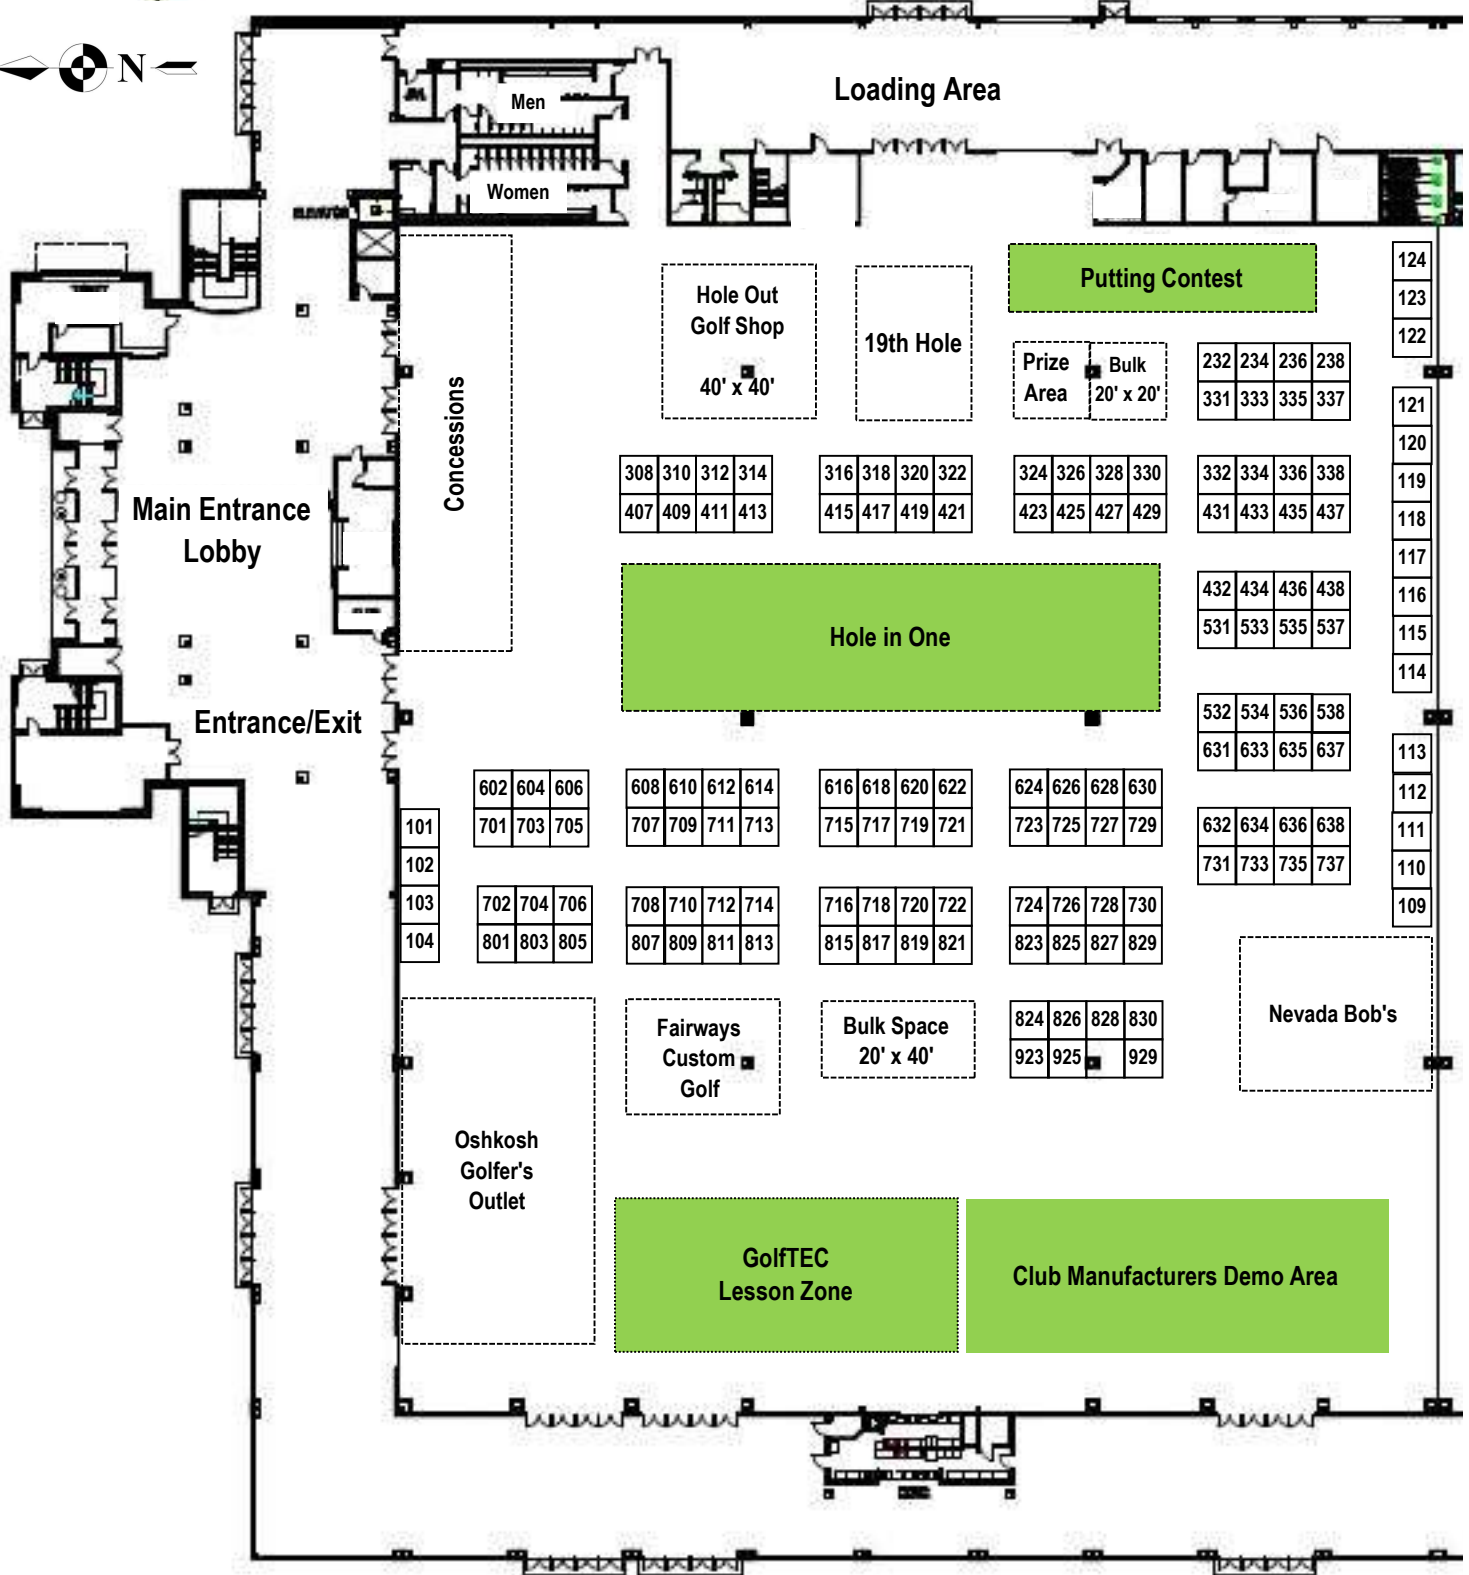 N
Men
Loading Area
Women
Putting Contest
124
123
122
Hole Out
Golf Shop
40' x 40'
19th Hole
Prize
Area
Bulk
20' x 20'
232 234 236 238
331 333 335 337
Concessions
121
120
119
118
117
116
115
114
308 310 312 314
407 409 411 413
316 318 320 322
415 417 419 421
324 326 328 330
423 425 427 429
332 334 336 338
431 433 435 437
Main Entrance
Lobby
Hole in One
432 434 436 438
531 533 535 537
Entrance/Exit
532 534 536 538
631 633 635 637
113
112
111
110
109
101
102
103
104
602 604 606
701 703 705
608 610 612 614
707 709 711 713
616 618 620 622
715 717 719 721
624 626 628 630
723 725 727 729
632 634 636 638
731 733 735 737
702 704 706
801 803 805
708 710 712 714
807 809 811 813
716 718 720 722
815 817 819 821
724 726 728 730
823 825 827 829
Fairways
Custom
Golf
Bulk Space
20' x 40'
824 826 828 830
923 925 929
Nevada Bob's
Oshkosh
Golfer's
Outlet
GolfTEC
Lesson Zone
Club Manufacturers Demo Area